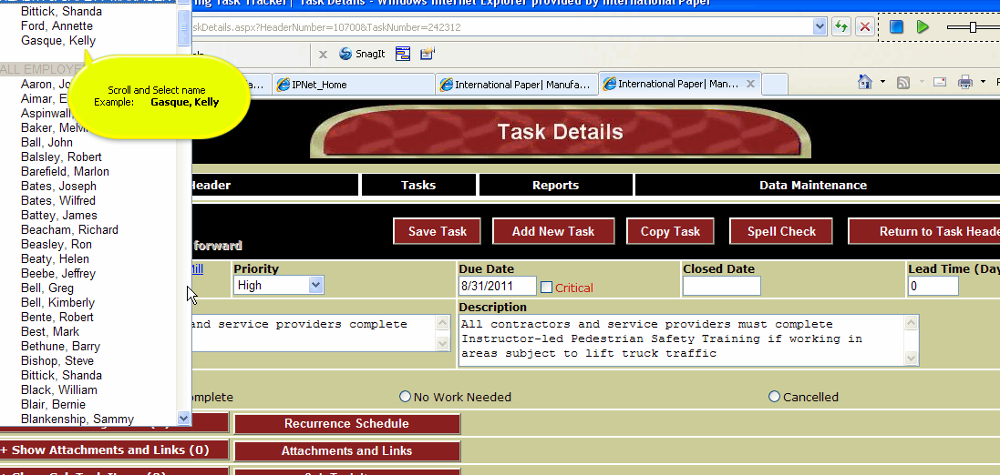 ing Task Tracker | Task Details - Windows Internet Explorer provided by International Paper
Bittick, Shanda
Ford, Annette
Gasque, Kelly
skDetails.aspx?HeaderNumber=10700&TaskNumber=242312
SnagIt
ALL EMPLOYE
Aaron, Jo
Aimar, E
Aspinwall,
Baker, Melvi
Ball, John
Balsley, Robert
Barefield, Marlon
Bates, Joseph
Bates, Wilfred
Battey, James
Beacham, Richard
Beasley, Ron
Beaty, Helen
Beebe, Jeffrey
Bell, Greg
Bell, Kimberly
Bente, Robert
Best, Mark
Bethune, Barry
Bishop, Steve
Bittick, Shanda
Black, William
Blair, Bernie
Blankenship, Sammy
Scroll and Select name
Example: Gasque, Kelly
... IPNet_Home International Paper| Manufa... International Paper| Man...
Task Details
Header Tasks Reports Data Maintenance
forward Save Task Add New Task Copy Task Spell Check Return to Task Heade
Mill Priority Due Date Closed Date Lead Time (Day
High 8/31/2011 Critical 0
Description
and service providers complete
All contractors and service providers must complete
Instructor-led Pedestrian Safety Training if working in
areas subject to lift truck traffic
omplete No Work Needed Cancelled
Recurrence Schedule
+ Show Attachments and Links (0) Attachments and Links